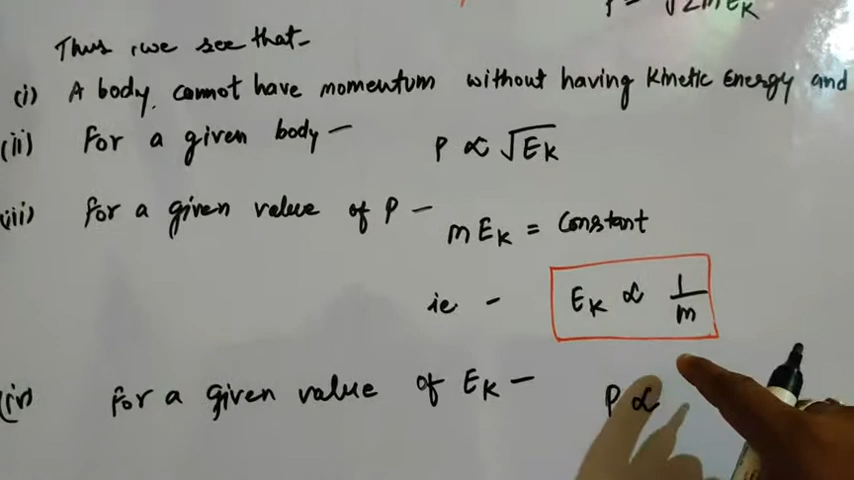 P = √2mEK
Thus, we see that-
(i) A body cannot have momentum without having Kinetic Energy and
(ii) for a given body - P ∝ √EK
(iii) for a given value of P -
mEK = Constant
ie - EK ∝ 1/m
(iv) for a given value of EK - P ∝